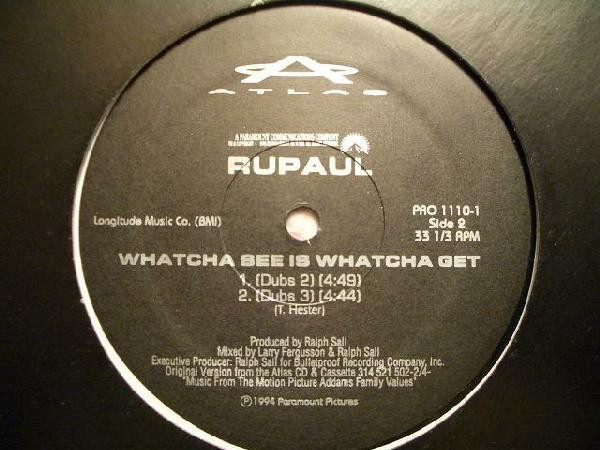 ATLAS
A PARAMOUNT COMMUNICATIONS COMPANY
RUPAUL
Longitude Music Co. (BMI)
PRO 1110-1
Side 2
33 1/3 RPM
WHATCHA SEE IS WHATCHA GET
1. (Dubs 2) (4:49)
2. (Dubs 3) (4:44)
(T. Hester)
Produced by Ralph Sall
Mixed by Larry Fergusson & Ralph Sall
Executive Producer: Ralph Sall for Bulletproof Recording Company, Inc.
Original Version from the Atlas CD & Cassette 314 521 502-2/4-
"Music From The Motion Picture Addams Family Values"
Ⓟ 1994 Paramount Pictures